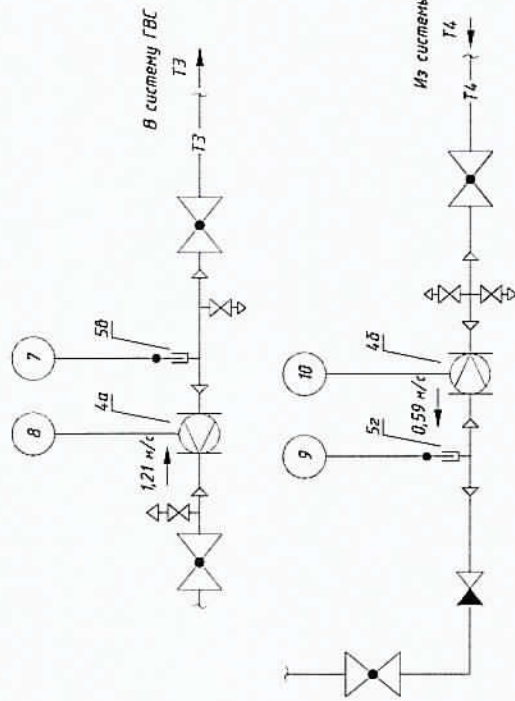 В систему ГВС
Т3
Т3
7
5в
8
4а
1,21 м/с
Из системы
Т4
Т4
10
4б
0,59 м/с
5г
9